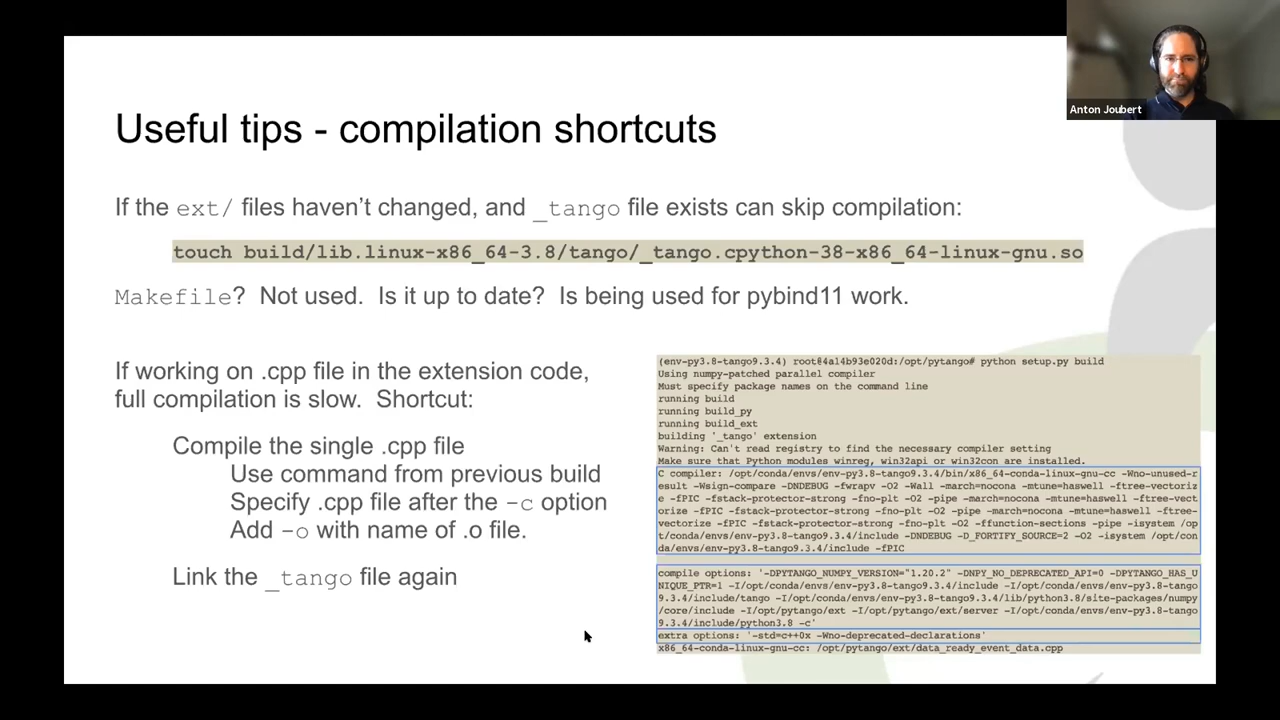 Anton Joubert
Useful tips - compilation shortcuts
If the ext/ files haven’t changed, and _tango file exists can skip compilation:
touch build/lib.linux-x86_64-3.8/tango/_tango.cpython-38-x86_64-linux-gnu.so
Makefile? Not used. Is it up to date? Is being used for pybind11 work.
If working on .cpp file in the extension code,
full compilation is slow. Shortcut:
Compile the single .cpp file
Use command from previous build
Specify .cpp file after the -c option
Add -o with name of .o file.
Link the _tango file again
(env-py3.8-tango9.3.4) root@4a14b93e020d:/opt/pytango# python setup.py build
Using numpy-patched parallel compiler
Must specify package names on the command line
running build
running build_py
running build_ext
building '_tango' extension
Warning: Can't read registry to find the necessary compiler setting
Make sure that Python modules winreg, win32api or win32con are installed.
C compiler: /opt/conda/envs/env-py3.8-tango9.3.4/bin/x86_64-conda-linux-gnu-cc -Wno-unused-r
esult -Wsign-compare -DNDEBUG -fwrapv -O2 -Wall -march=nocona -mtune=haswell -ftree-vectoriz
e -fPIC -fstack-protector-strong -fno-plt -O2 -pipe -march=nocona -mtune=haswell -ftree-vect
orize -fPIC -fstack-protector-strong -fno-plt -O2 -pipe -march=nocona -mtune=haswell -ftree-
vectorize -fPIC -fstack-protector-strong -fno-plt -O2 -ffunction-sections -pipe -isystem /op
t/conda/envs/env-py3.8-tango9.3.4/include -DNDEBUG -D_FORTIFY_SOURCE=2 -O2 -isystem /opt/con
da/envs/env-py3.8-tango9.3.4/include -fPIC
compile options: '-DPYTANGO_NUMPY_VERSION="1.20.2" -DNPY_NO_DEPRECATED_API=0 -DPYTANGO_HAS_U
NIQUE_PTR=1 -I/opt/conda/envs/env-py3.8-tango9.3.4/include -I/opt/conda/envs/env-py3.8-tango
9.3.4/include/tango -I/opt/conda/envs/env-py3.8-tango9.3.4/lib/python3.8/site-packages/numpy
/core/include -I/opt/pytango/ext -I/opt/pytango/ext/server -I/opt/conda/envs/env-py3.8-tango
9.3.4/include/python3.8 -c'
extra options: '-std=c++0x -Wno-deprecated-declarations'
x86_64-conda-linux-gnu-cc: /opt/pytango/ext/data_ready_event_data.cpp